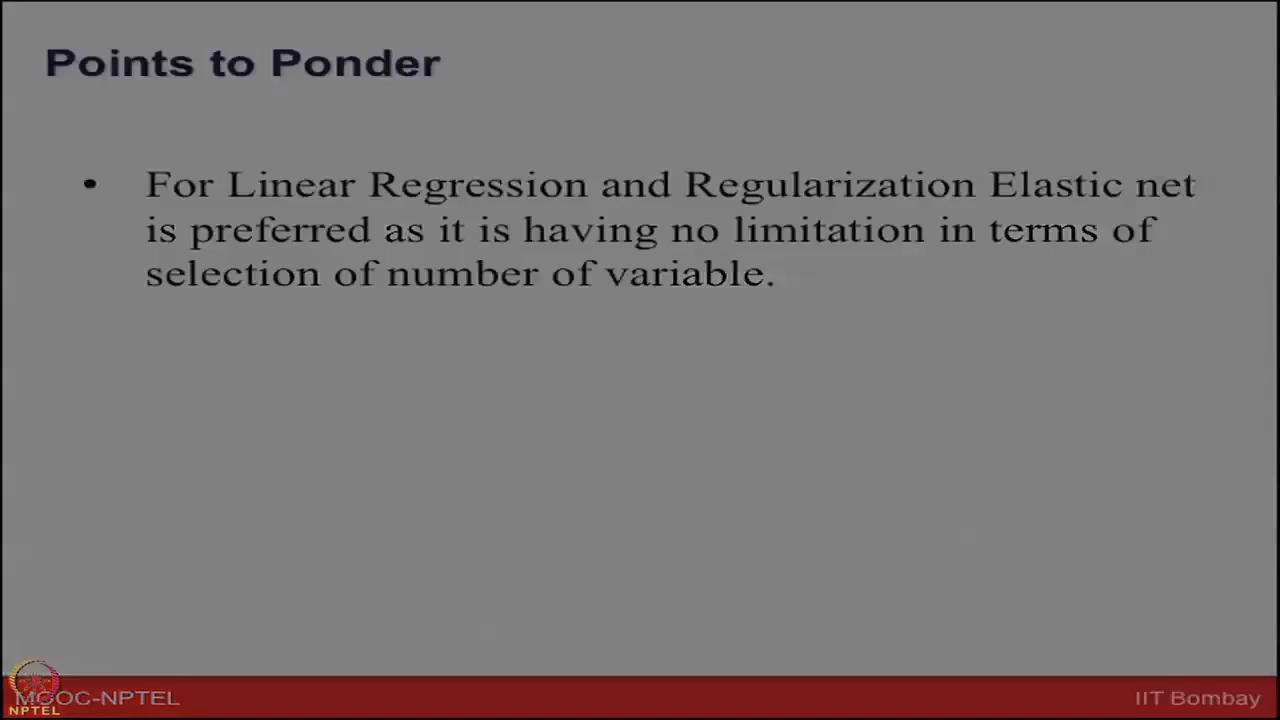 Points to Ponder
• For Linear Regression and Regularization Elastic net
is preferred as it is having no limitation in terms of
selection of number of variable.
MOOC-NPTEL
NPTEL
IIT Bombay